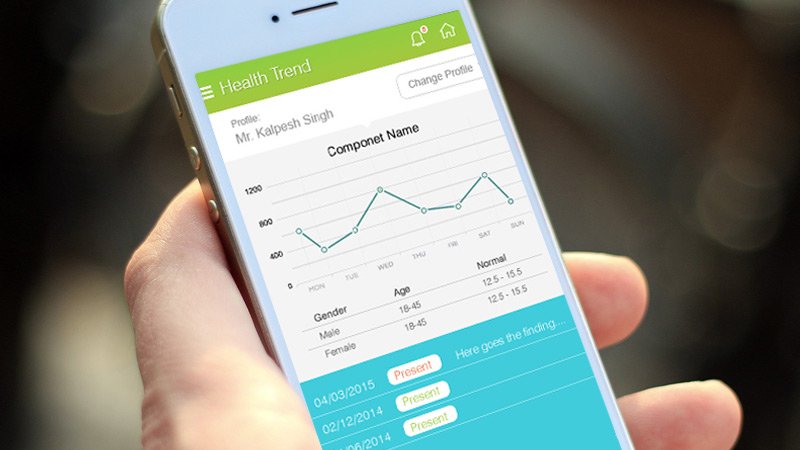 Health Trend
Profile:
Mr. Kalpesh Singh
Change Profile
Componet Name
1200
800
400
0
MON TUE WED THU FRI SAT SUN
Gender Age Normal
Male 18-45 12.5 - 15.5
Female 18-45 12.5 - 15.5
04/03/2015 Present Here goes the finding....
02/12/2014 Present
/06/2014 Present